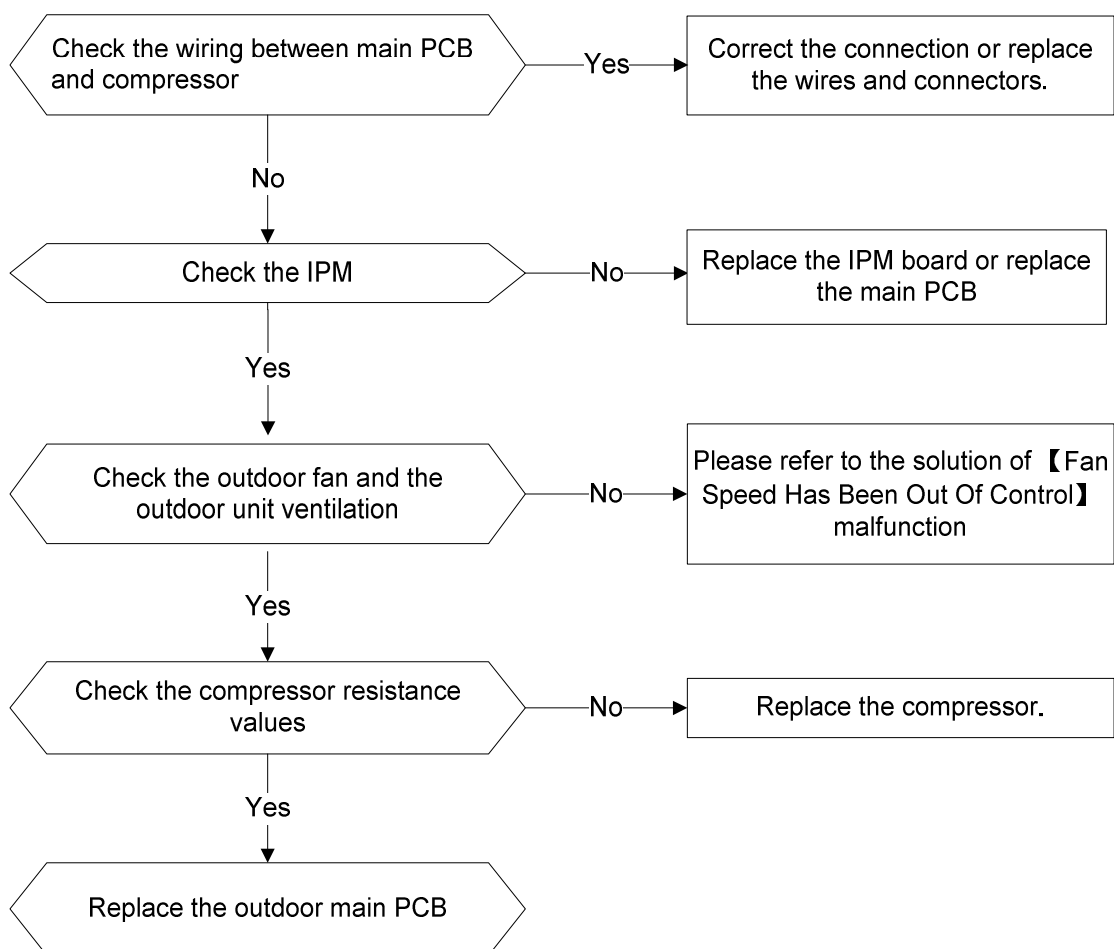 Check the wiring between main PCB
and compressor
Yes
Correct the connection or replace
the wires and connectors.
No
Check the IPM
No
Replace the IPM board or replace
the main PCB
Yes
Check the outdoor fan and the
outdoor unit ventilation
No
Please refer to the solution of 【Fan
Speed Has Been Out Of Control】
malfunction
Yes
Check the compressor resistance
values
No
Replace the compressor.
Yes
Replace the outdoor main PCB